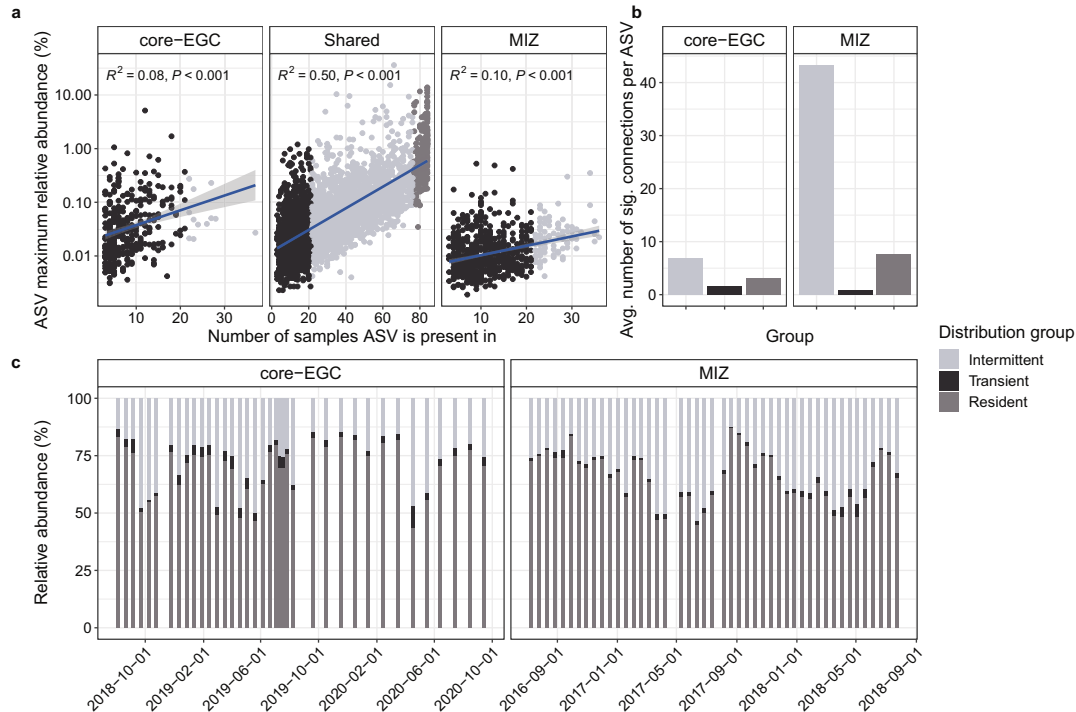 a
core−EGC
Shared
MIZ
R² = 0.08, P < 0.001
R² = 0.50, P < 0.001
R² = 0.10, P < 0.001
ASV maximum relative abundance (%)
10.00
1.00
0.10
0.01
10
20
30
0
20
40
60
80
10
20
30
Number of samples ASV is present in
b
core−EGC
MIZ
Avg. number of sig. connections per ASV
40
30
20
10
0
Group
Distribution group
Intermittent
Transient
Resident
c
core−EGC
MIZ
Relative abundance (%)
100
75
50
25
0
2018−10−01
2019−02−01
2019−06−01
2019−10−01
2020−02−01
2020−06−01
2020−10−01
2016−09−01
2017−01−01
2017−05−01
2017−09−01
2018−01−01
2018−05−01
2018−09−01